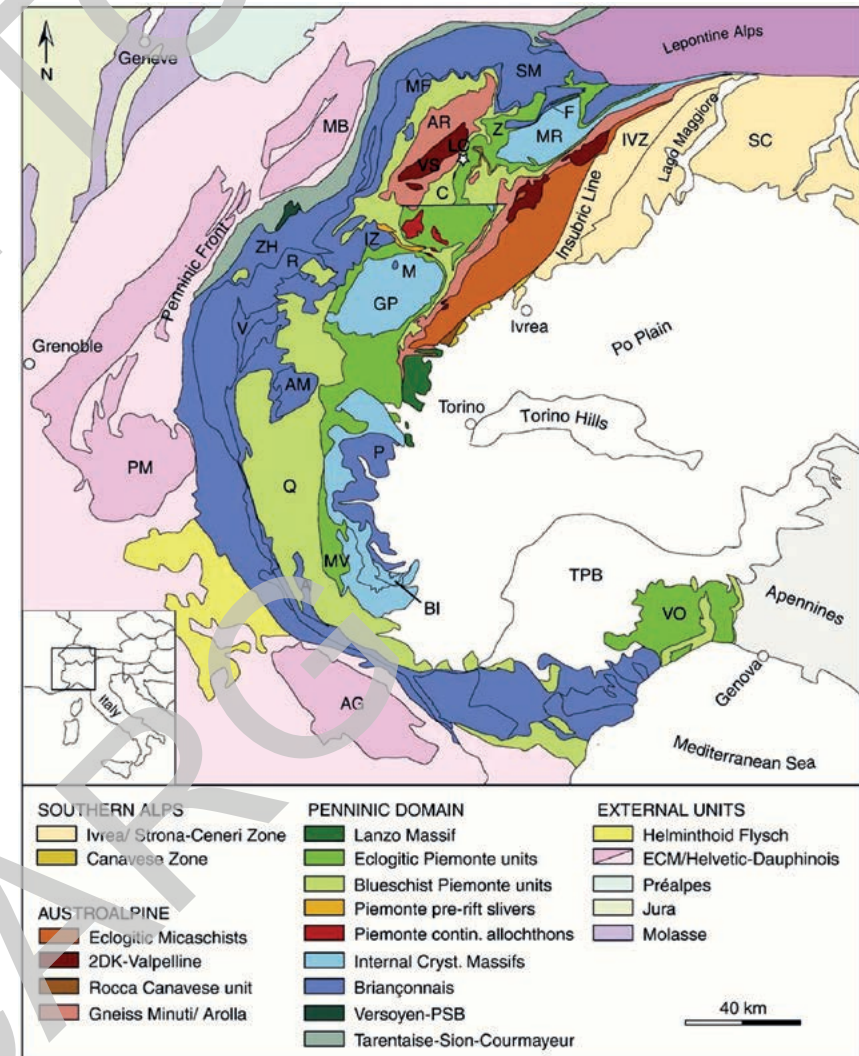 Lepontine Alps
Genève
N
MF
SM
MB
AR
Z
F
LC
MR
IVZ
Lago Maggiore
SC
VS
C
Insubric Line
Penninic Front
ZH
R
IZ
M
GP
Ivrea
V
Po Plain
Grenoble
AM
Torino
Torino Hills
P
PM
Q
MV
TPB
BI
VO
Apennines
A
Genova
Italy
AG
Mediterranean Sea
SOUTHERN ALPS
Ivrea/ Strona-Ceneri Zone
Canavese Zone
AUSTROALPINE
Eclogitic Micaschists
2DK-Valpelline
Rocca Canavese unit
Gneiss Minuti/ Arolla
PENNINIC DOMAIN
Lanzo Massif
Eclogitic Piemonte units
Blueschist Piemonte units
Piemonte pre-rift slivers
Piemonte contin. allochthons
Internal Cryst. Massifs
Briançonnais
Versoyen-PSB
Tarentaise-Sion-Courmayeur
EXTERNAL UNITS
Helminthoid Flysch
ECM/Helvetic-Dauphinois
Préalpes
Jura
Molasse
40 km